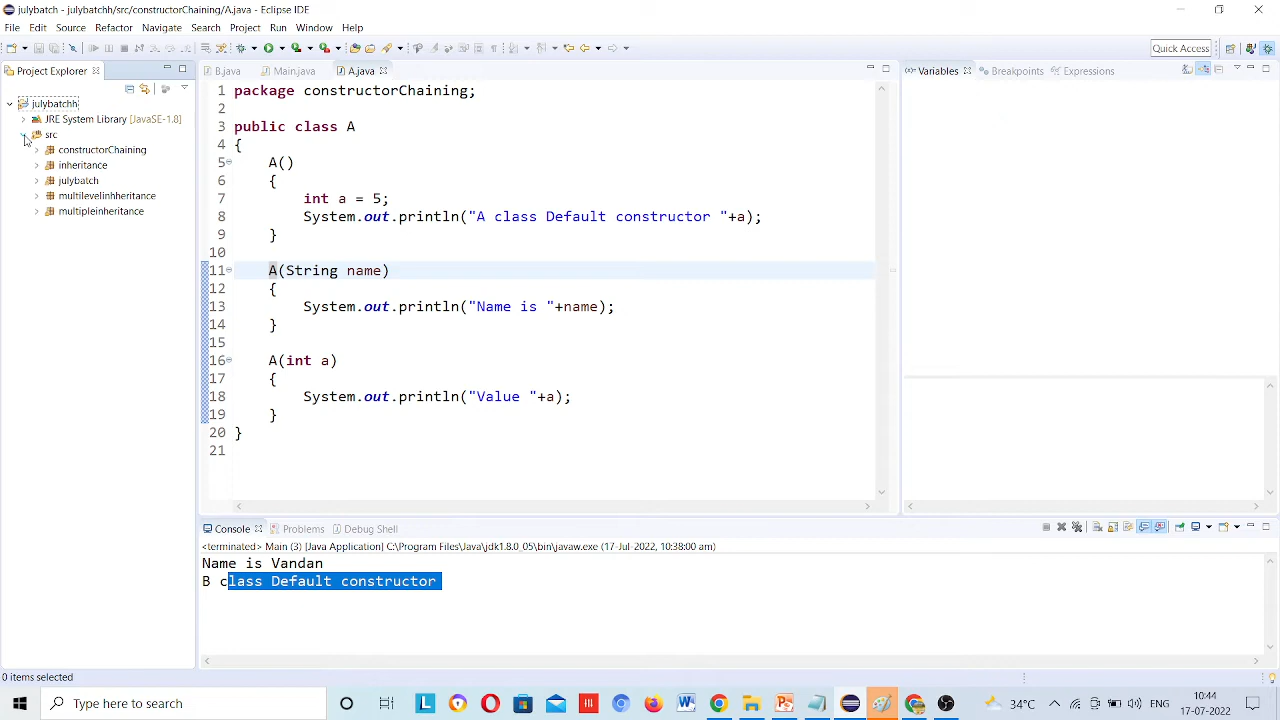 julybatch - julybatchh/src/constructorChaining/A.java - Eclipse IDE
File Edit Source Refactor Navigate Search Project Run Window Help
Quick Access
Project Explorer
julybatchh
JRE System Library [JavaSE-1.8]
src
constructorChaining
inheritance
julybatch
multilevelinheritance
multipleinheritance
B.java Main.java A.java
1 package constructorChaining;
2
3 public class A
4 {
5 A()
6 {
7 int a = 5;
8 System.out.println("A class Default constructor "+a);
9 }
10
11 A(String name)
12 {
13 System.out.println("Name is "+name);
14 }
15
16 A(int a)
17 {
18 System.out.println("Value "+a);
19 }
20 }
21
Variables Breakpoints Expressions
Console Problems Debug Shell
<terminated> Main (3) [Java Application] C:\Program Files\Java\jdk1.8.0_05\bin\javaw.exe (17-Jul-2022, 10:38:00 am)
Name is Vandan
B class Default constructor
0 items selected
Type here to search
34°C
ENG
10:44
17-07-2022